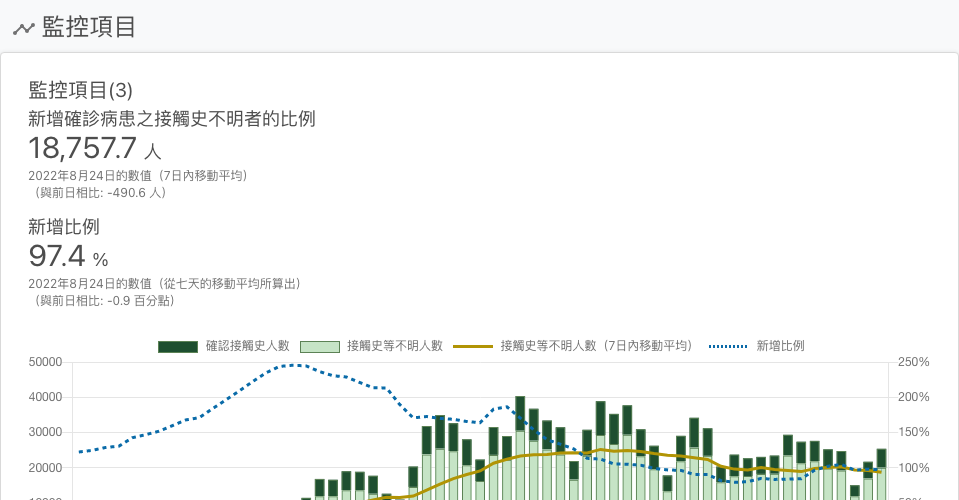 監控項目
監控項目(3)
新增確診病患之接觸史不明者的比例
18,757.7 人
2022年8月24日的數值（7日內移動平均）
（與前日相比: -490.6 人）
新增比例
97.4 %
2022年8月24日的數值（從七天的移動平均所算出）
（與前日相比: -0.9 百分點）
確認接觸史人數 接觸史等不明人數 接觸史等不明人數（7日內移動平均） 新增比例
50000 250%
40000 200%
30000 150%
20000 100%